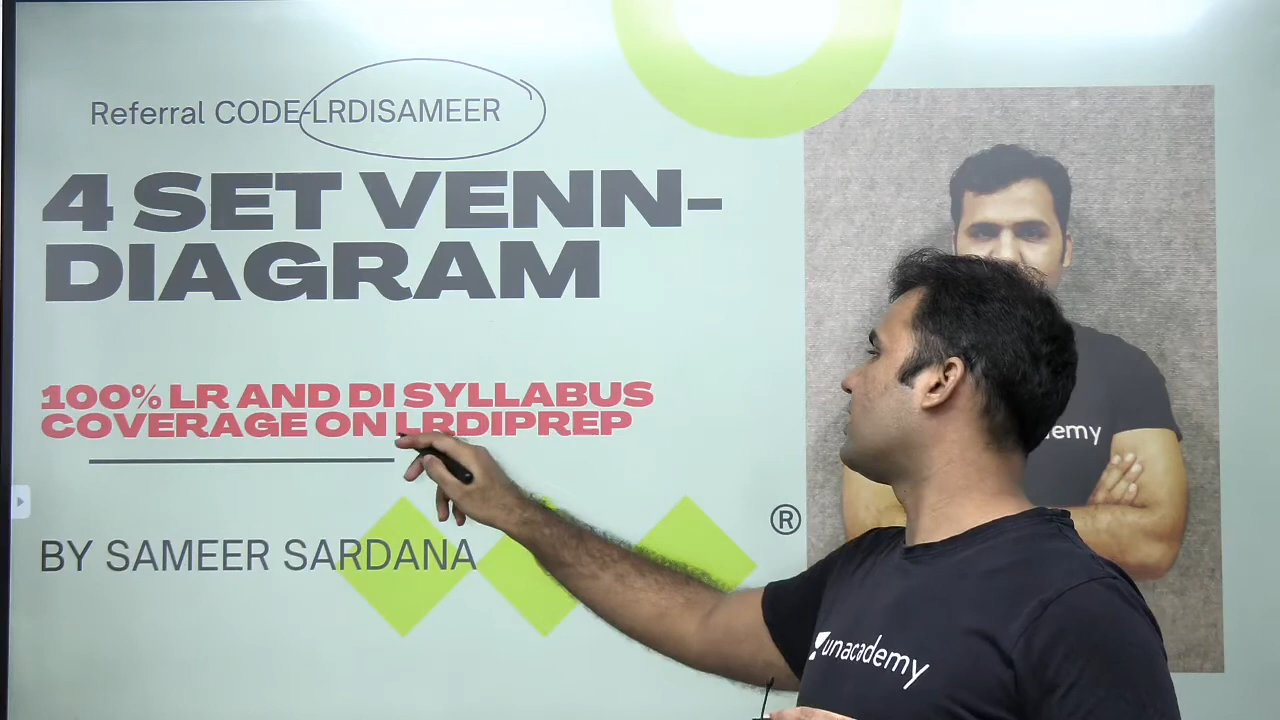 Referral CODE-LRDISAMEER
4 SET VENN-
DIAGRAM
100% LR AND DI SYLLABUS
COVERAGE ON LRDIPREP
BY SAMEER SARDANA
®
emy
unacademy